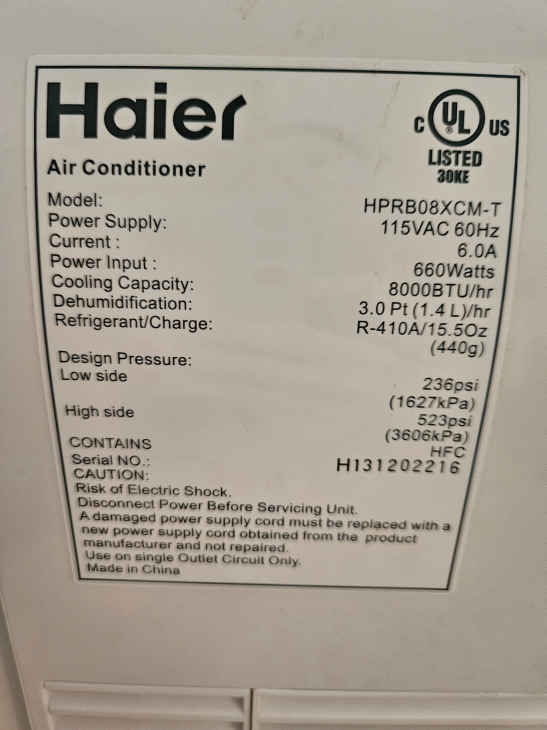 Haier
C UL US
LISTED
30KE
Air Conditioner
Model: HPRB08XCM-T
Power Supply: 115VAC 60Hz
Current : 6.0A
Power Input : 660Watts
Cooling Capacity: 8000BTU/hr
Dehumidification: 3.0 Pt (1.4 L)/hr
Refrigerant/Charge: R-410A/15.5Oz
(440g)
Design Pressure:
Low side 236psi
(1627kPa)
High side 523psi
(3606kPa)
CONTAINS HFC
Serial NO.: H131202216
CAUTION:
Risk of Electric Shock.
Disconnect Power Before Servicing Unit.
A damaged power supply cord must be replaced with a
new power supply cord obtained from the product
manufacturer and not repaired.
Use on single Outlet Circuit Only.
Made in China